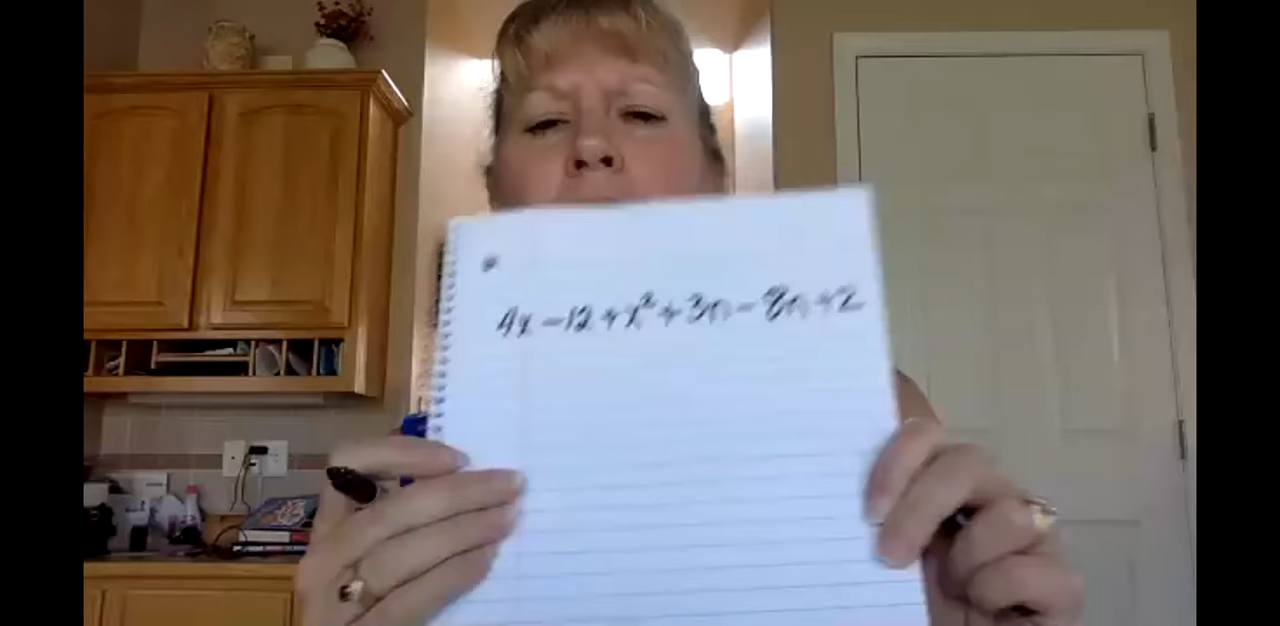 4x - 12 + x² + 3n - 8n + 2